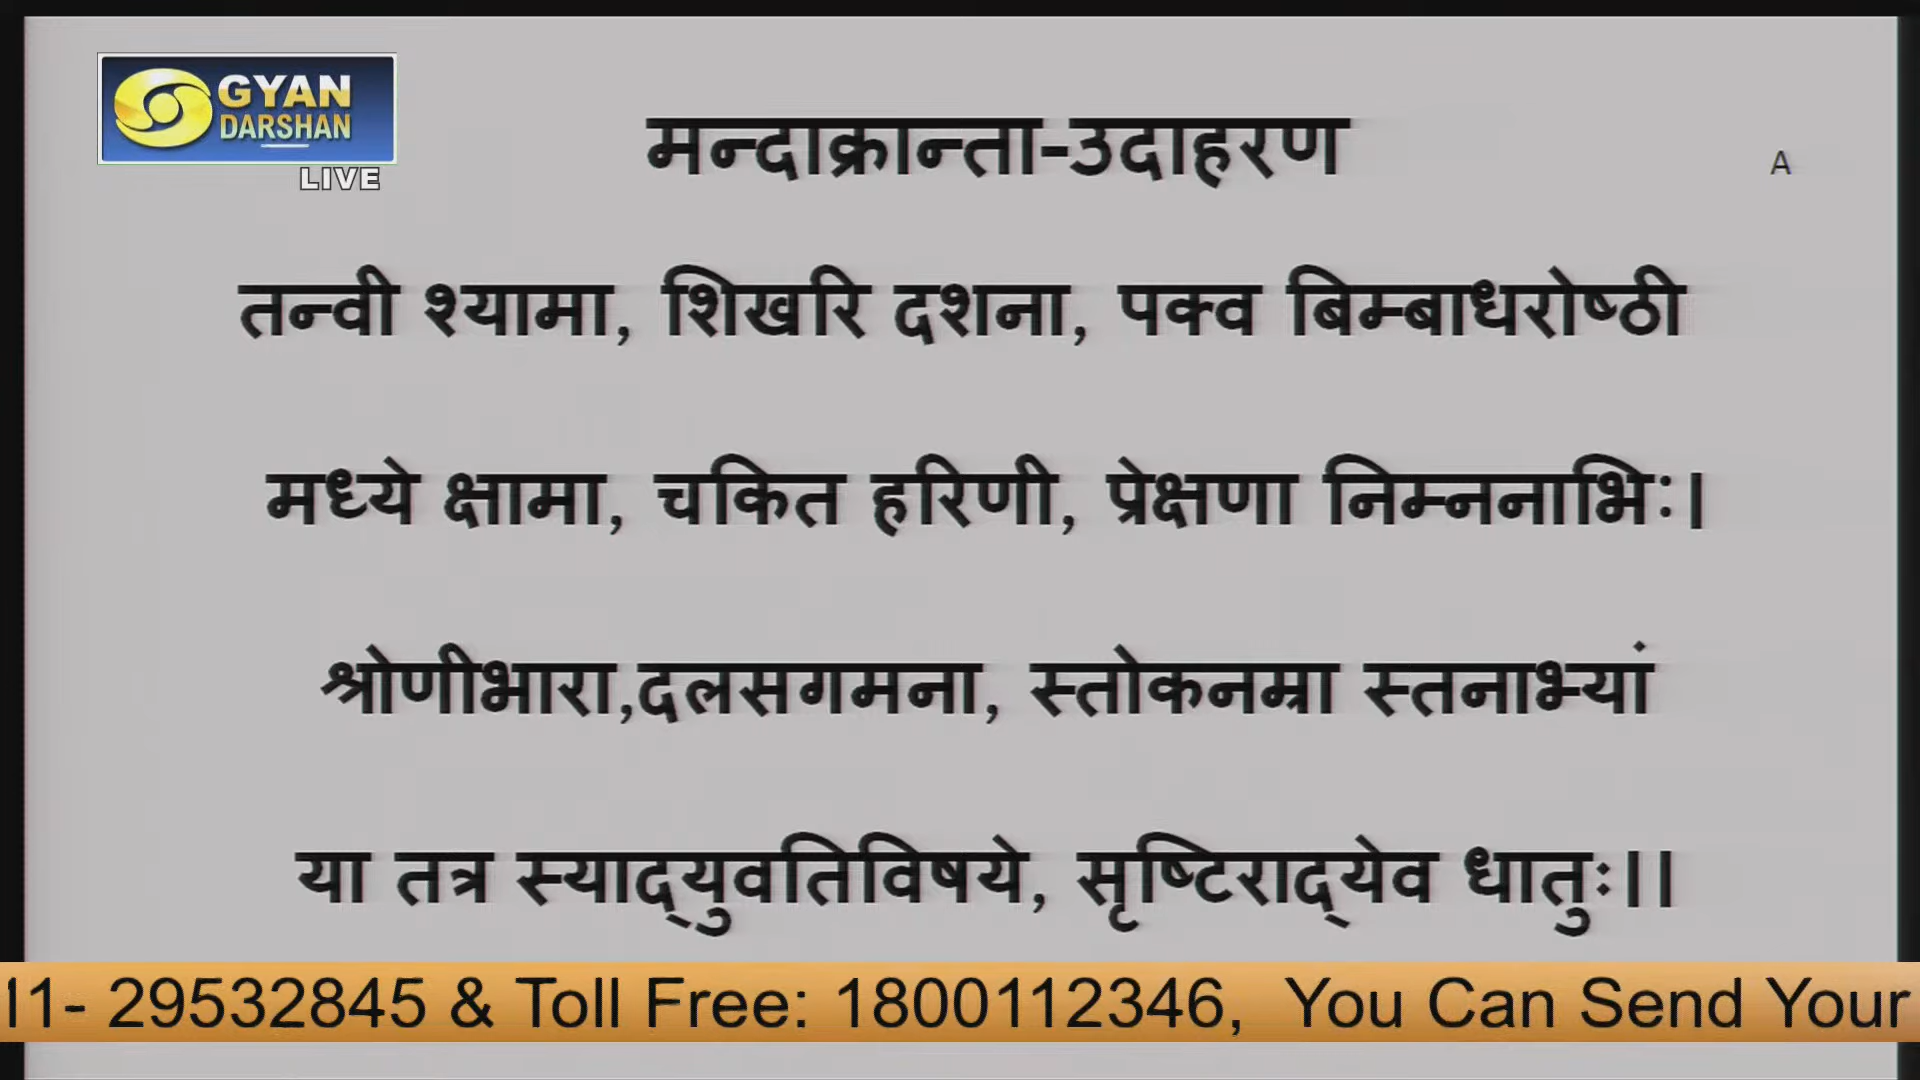 GYAN
DARSHAN
LIVE
मन्दाक्रान्ता-उदाहरण
A
तन्वी श्यामा, शिखरि दशना, पक्व बिम्बाधरोष्ठी
मध्ये क्षामा, चकित हरिणी, प्रेक्षणा निम्ननाभिः।
श्रोणीभारा,दलसगमना, स्तोकनम्रा स्तनाभ्यां
या तत्र स्याद्‌युवतिविषये, सृष्टिराद्‌येव धातुः।।
11- 29532845 & Toll Free: 1800112346, You Can Send Your